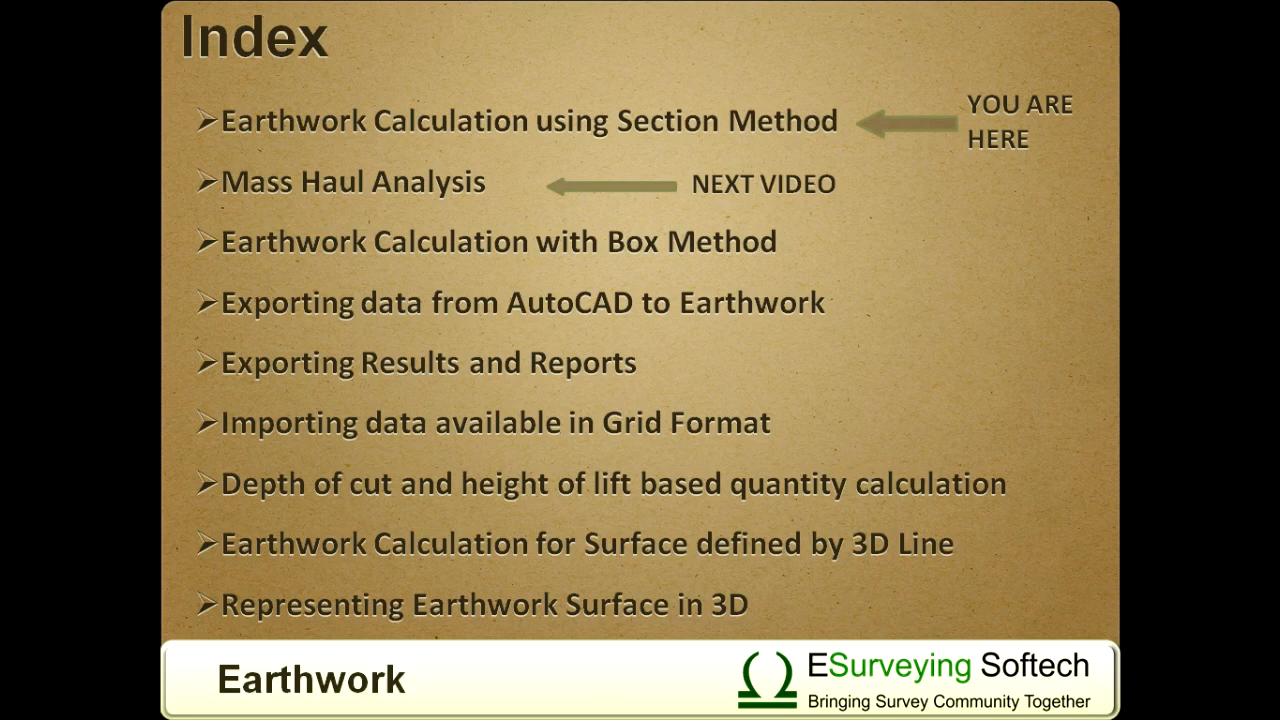 Index
➢Earthwork Calculation using Section Method
YOU ARE
HERE
➢Mass Haul Analysis
NEXT VIDEO
➢Earthwork Calculation with Box Method
➢Exporting data from AutoCAD to Earthwork
➢Exporting Results and Reports
➢Importing data available in Grid Format
➢Depth of cut and height of lift based quantity calculation
➢Earthwork Calculation for Surface defined by 3D Line
➢Representing Earthwork Surface in 3D
Earthwork
ESurveying Softech
Bringing Survey Community Together